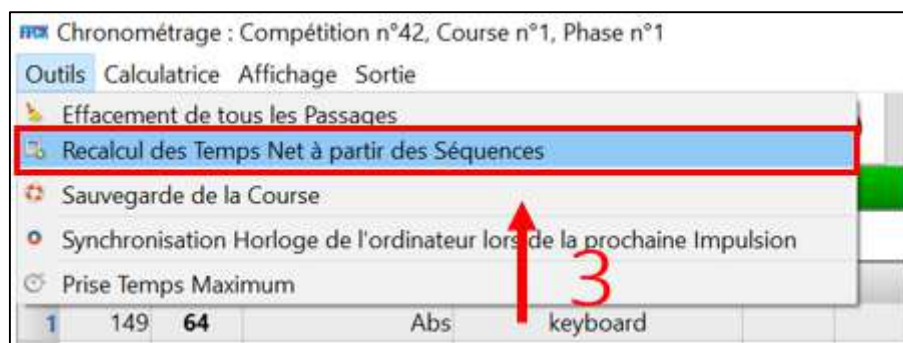 FFCK Chronométrage : Compétition n°42, Course n°1, Phase n°1
Outils Calculatrice Affichage Sortie
Effacement de tous les Passages
Recalcul des Temps Net à partir des Séquences
Sauvegarde de la Course
Synchronisation Horloge de l'ordinateur lors de la prochaine Impulsion
Prise Temps Maximum
3
1 149 64 Abs keyboard